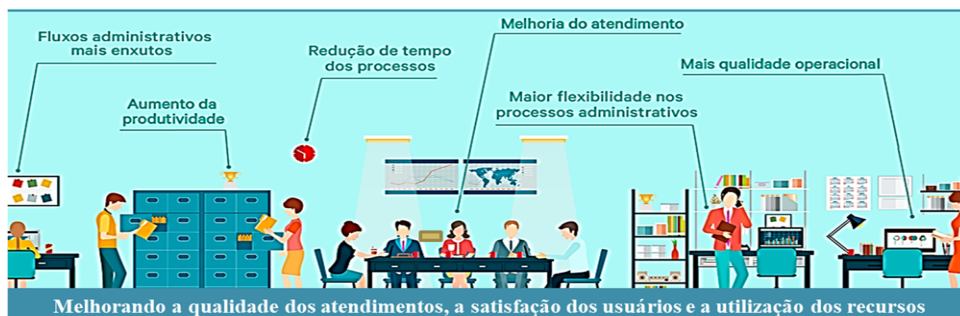 Fluxos administrativos
mais enxutos
Aumento da
produtividade
Redução de tempo
dos processos
Melhoria do atendimento
Maior flexibilidade nos
processos administrativos
Mais qualidade operacional
Melhorando a qualidade dos atendimentos, a satisfação dos usuários e a utilização dos recursos